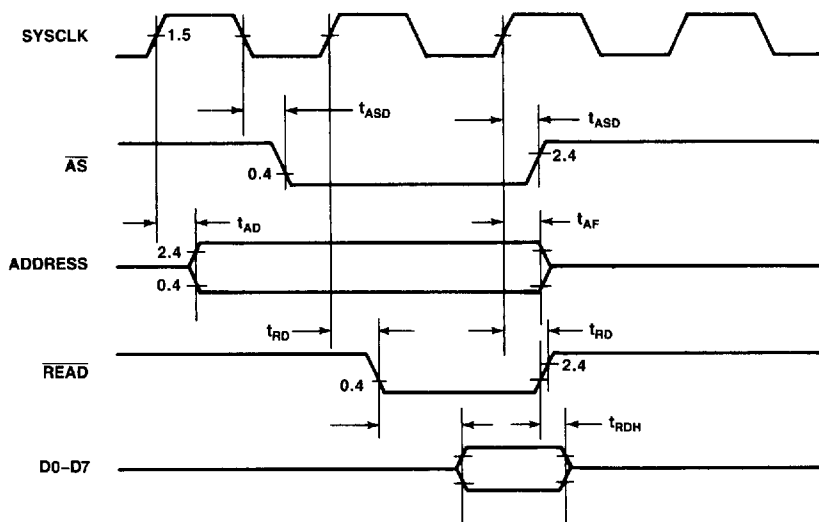 SYSCLK
1.5
t_ASD
t_ASD
AS
0.4
2.4
t_AD
t_AF
ADDRESS
2.4
0.4
t_RD
t_RD
READ
0.4
2.4
t_RDH
D0–D7